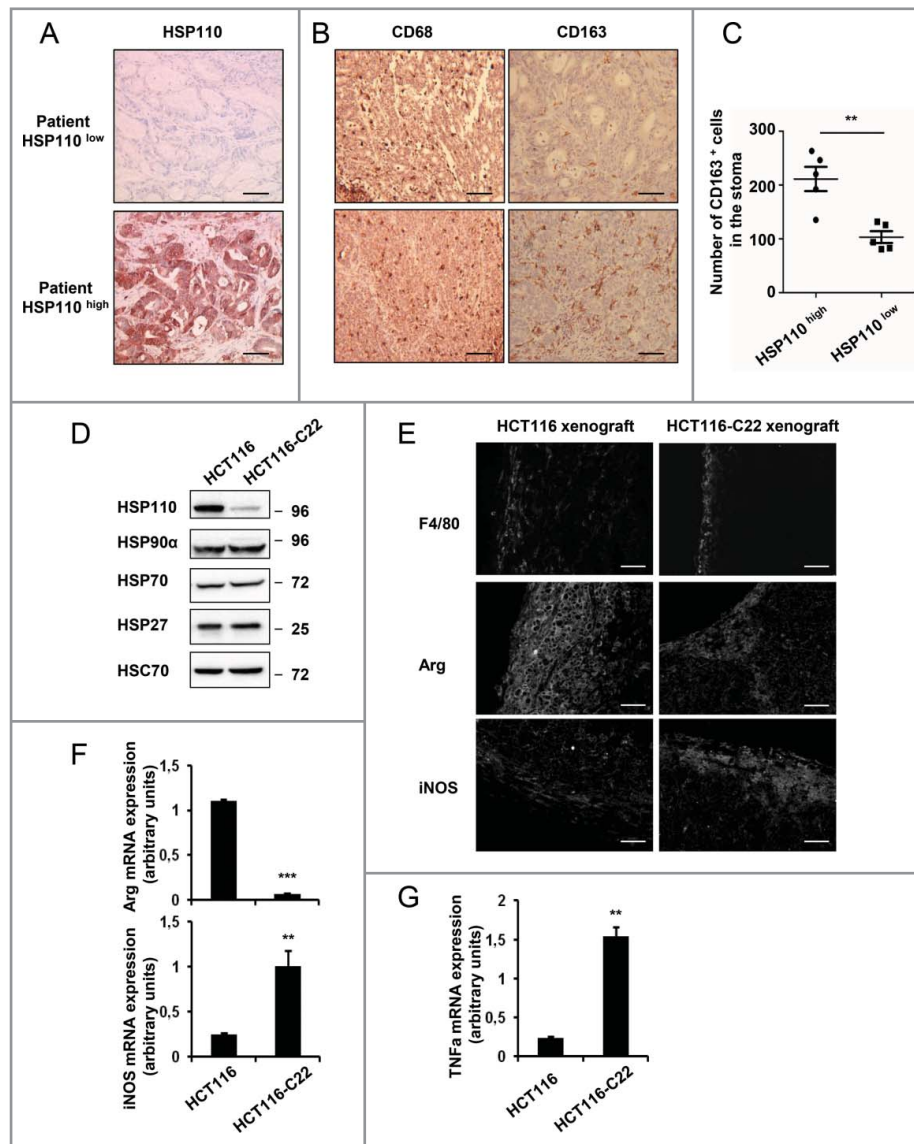 A
HSP110
Patient
HSP110 low
Patient
HSP110 high
B
CD68
CD163
C
Number of CD163 + cells
in the stoma
300
200
100
0
**
HSP110 high
HSP110 low
D
HCT116
HCT116-C22
HSP110
96
HSP90α
96
HSP70
72
HSP27
25
HSC70
72
E
HCT116 xenograft
HCT116-C22 xenograft
F4/80
Arg
iNOS
F
Arg mRNA expression
(arbitrary units)
1,5
1
0,5
0
***
iNOS mRNA expression
(arbitrary units)
1,5
1
0,5
0
**
HCT116
HCT116-C22
G
TNFa mRNA expression
(arbitrary units)
2
1,5
1
0,5
0
**
HCT116
HCT116-C22